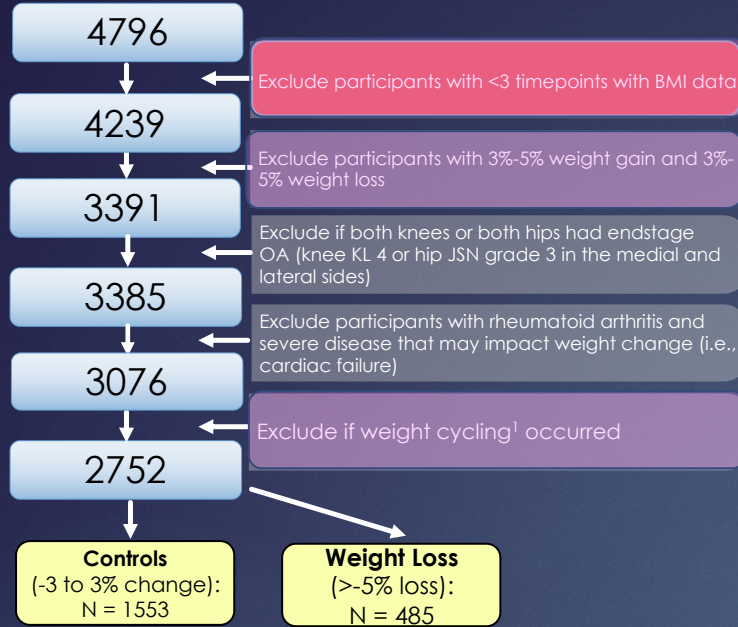 4796
Exclude participants with <3 timepoints with BMI data
4239
Exclude participants with 3%-5% weight gain and 3%-
5% weight loss
3391
Exclude if both knees or both hips had endstage
OA (knee KL 4 or hip JSN grade 3 in the medial and
lateral sides)
3385
Exclude participants with rheumatoid arthritis and
severe disease that may impact weight change (i.e.,
cardiac failure)
3076
Exclude if weight cycling¹ occurred
2752
Controls
(-3 to 3% change):
N = 1553
Weight Loss
(>-5% loss):
N = 485